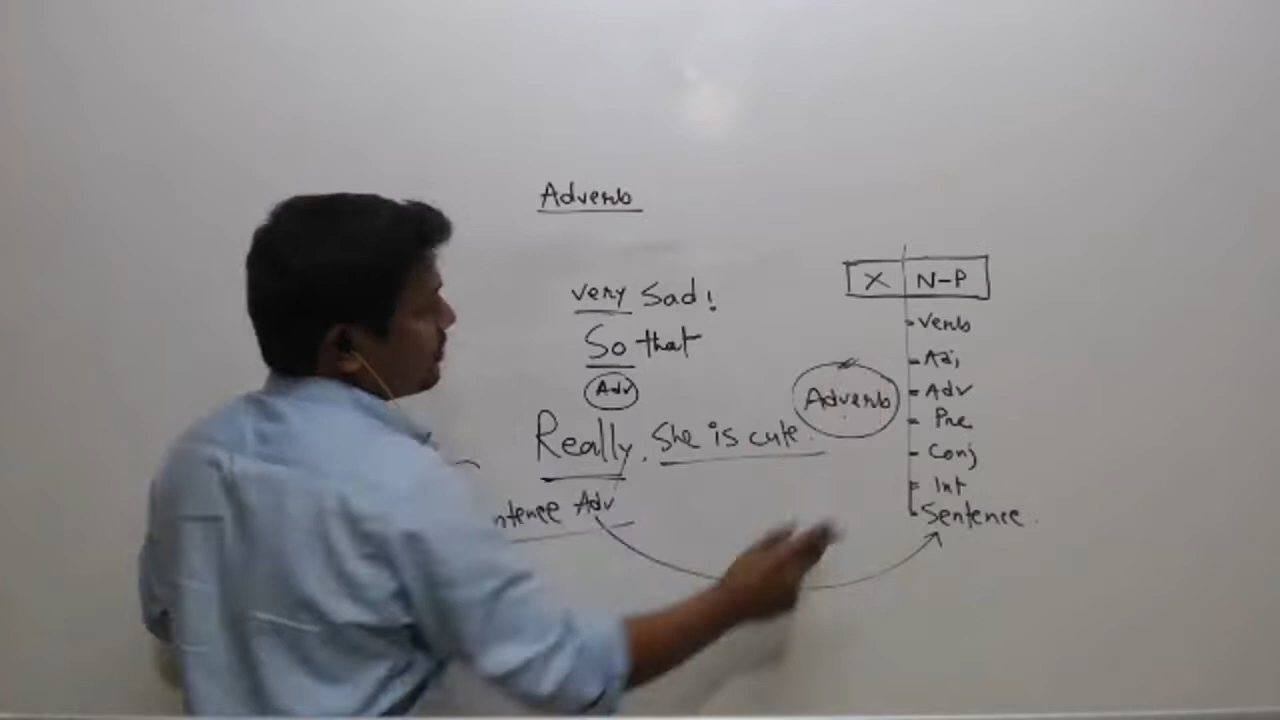 Adverb
very sad!
So that
Adv
Really, She is cute.
ntence Adv
X N-P
Adverb
Verb
Adj
Adv
Pre
Conj
Int
Sentence.